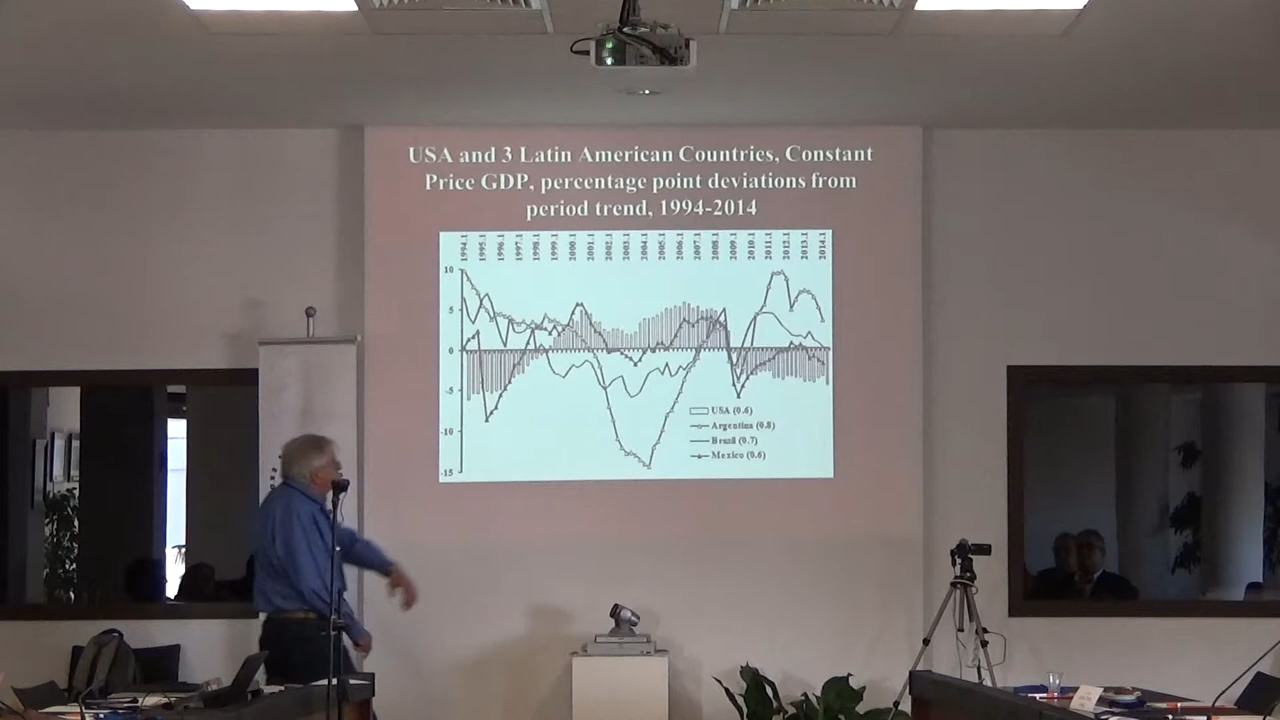 USA and 3 Latin American Countries, Constant
Price GDP, percentage point deviations from
period trend, 1994-2014
1994.1 1995.1 1996.1 1997.1 1998.1 1999.1 2000.1 2001.1 2002.1 2003.1 2004.1 2005.1 2006.1 2007.1 2008.1 2009.1 2010.1 2011.1 2012.1 2013.1 2014.1
10
5
0
-5
-10
-15
USA (0.6)
Argentina (0.8)
Brazil (0.7)
Mexico (0.6)